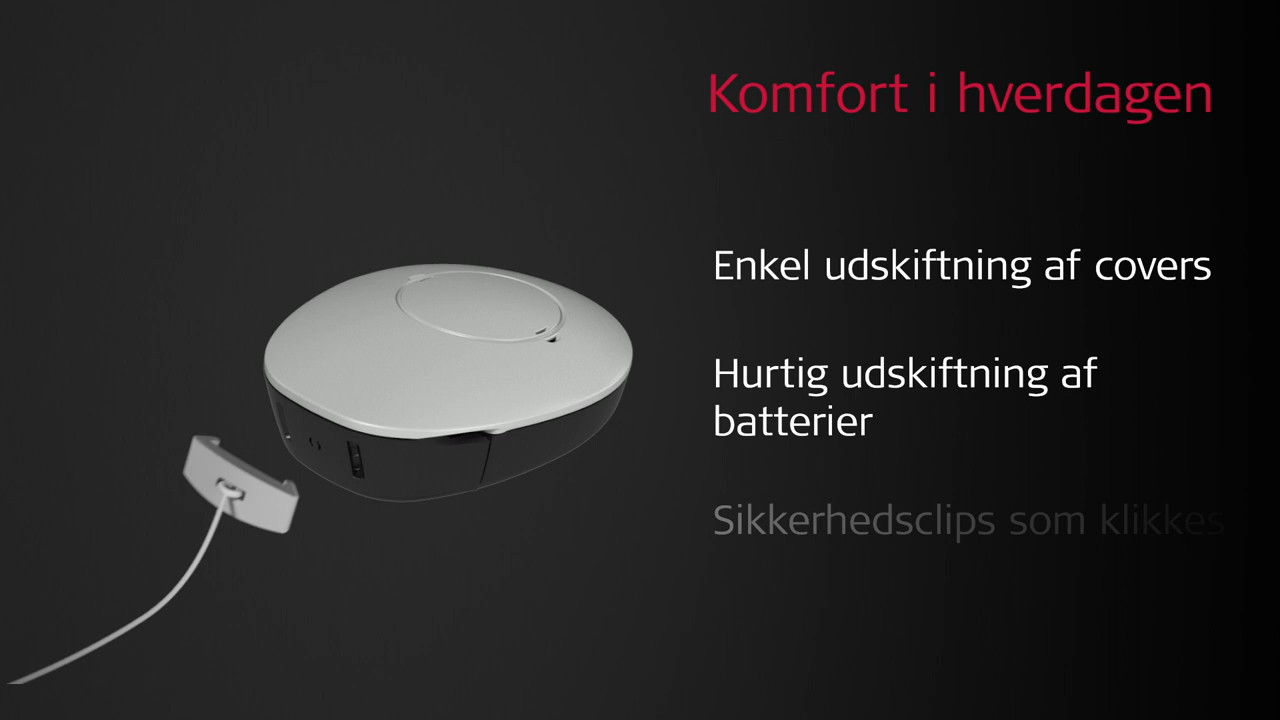 Komfort i hverdagen
Enkel udskiftning af covers
Hurtig udskiftning af
batterier
Sikkerhedsclips som klikkes